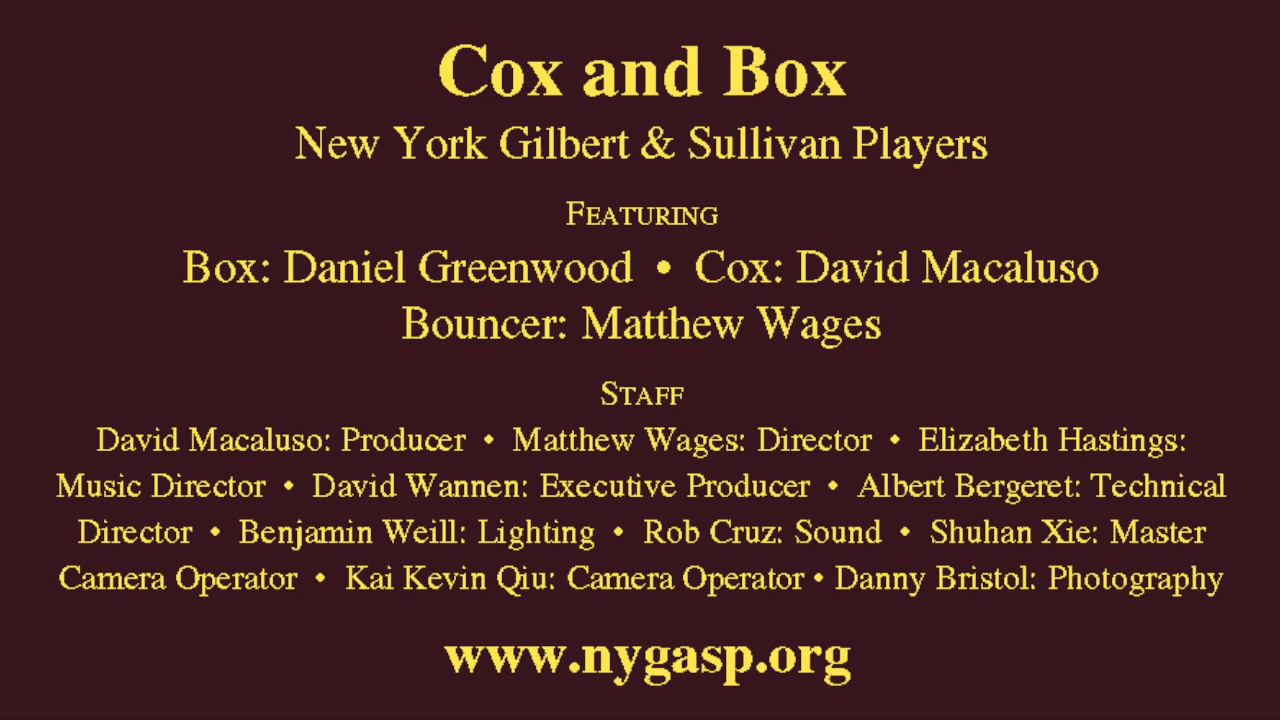 Cox and Box
New York Gilbert & Sullivan Players
FEATURING
Box: Daniel Greenwood • Cox: David Macaluso
Bouncer: Matthew Wages
STAFF
David Macaluso: Producer • Matthew Wages: Director • Elizabeth Hastings:
Music Director • David Wannen: Executive Producer • Albert Bergeret: Technical
Director • Benjamin Weill: Lighting • Rob Cruz: Sound • Shuhan Xie: Master
Camera Operator • Kai Kevin Qiu: Camera Operator • Danny Bristol: Photography
www.nygasp.org